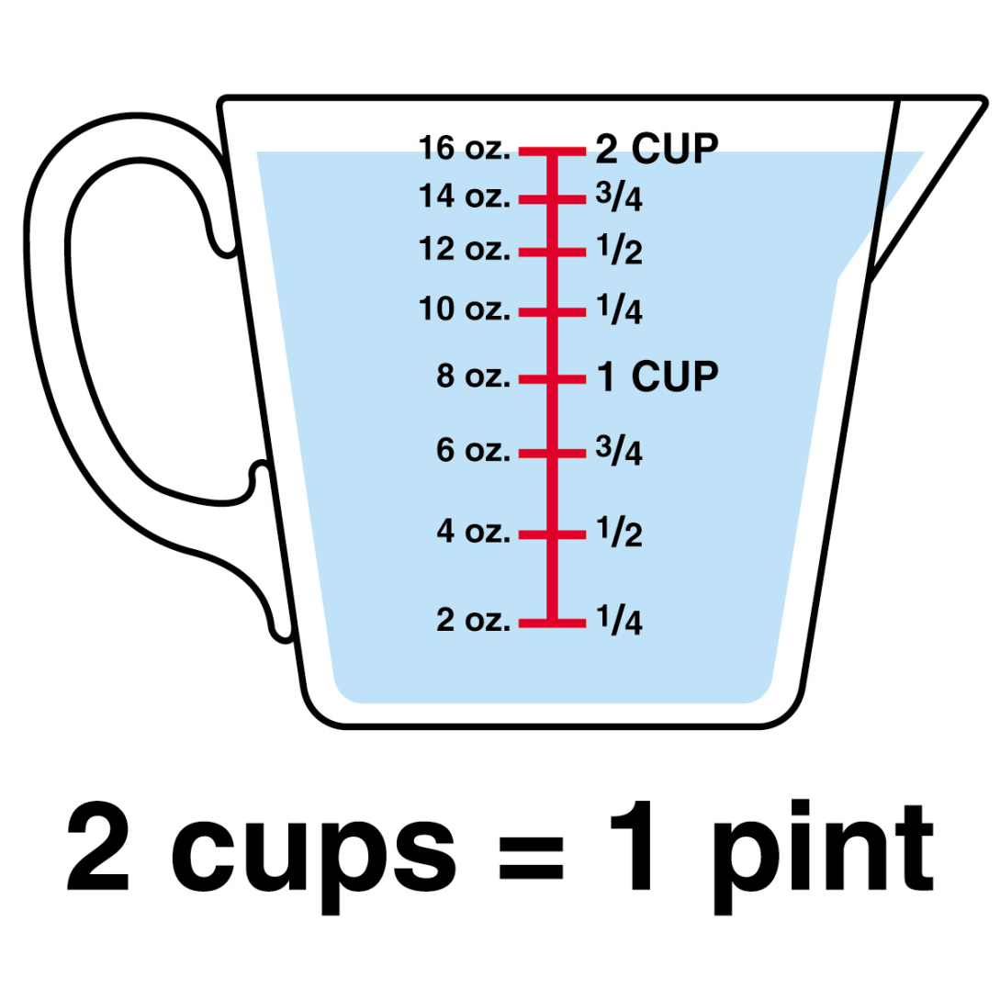 16 oz. 2 CUP
14 oz. 3/4
12 oz. 1/2
10 oz. 1/4
8 oz. 1 CUP
6 oz. 3/4
4 oz. 1/2
2 oz. 1/4
2 cups = 1 pint